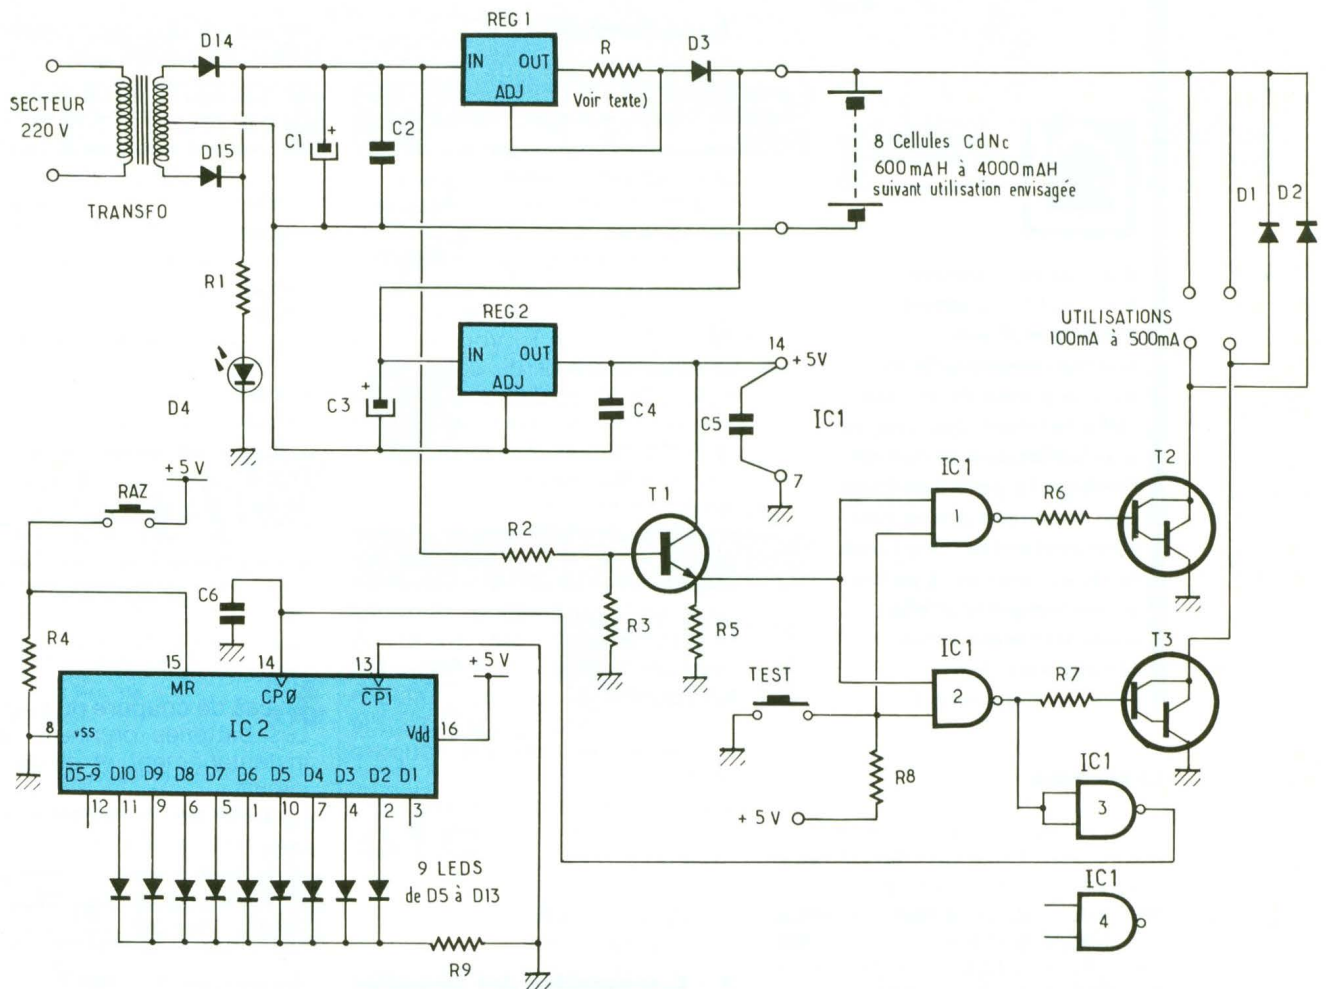 REG 1
D14
IN OUT
ADJ
R
D3
Voir texte)
SECTEUR
220 V
C1
+
C2
D15
TRANSFO
8 Cellules CdNc
600mAH à 4000mAH
suivant utilisation envisagée
D1 D2
R1
D4
REG 2
IN OUT
ADJ
C3
+
C4
14
+5V
C5
IC1
7
UTILISATIONS
100mA à 500mA
+5V
RAZ
R4
C6
R2
T1
R3
R5
IC1
1
R6
T2
IC1
2
R7
T3
TEST
R8
+5V
IC1
3
IC1
4
15
MR
14
CPØ
13
CP1
+5V
IC2
8
VSS
Vdd
16
D5-9 D10 D9 D8 D7 D6 D5 D4 D3 D2 D1
12 11 9 6 5 1 10 7 4 2 3
9 LEDS
de D5 à D13
R9